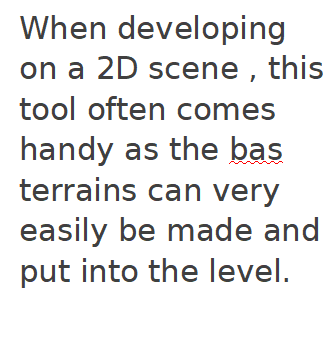 When developing
on a 2D scene , this
tool often comes
handy as the bas
terrains can very
easily be made and
put into the level.